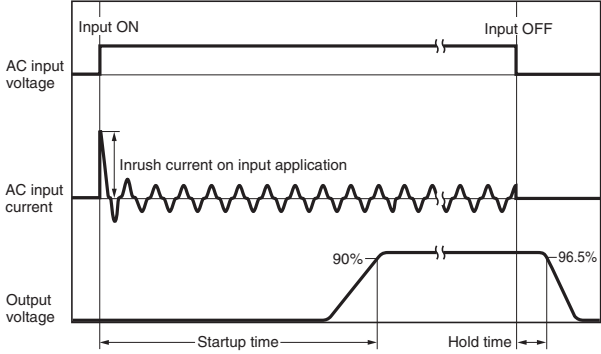 Input ON
Input OFF
AC input
voltage
Inrush current on input application
AC input
current
90%
96.5%
Output
voltage
Startup time
Hold time